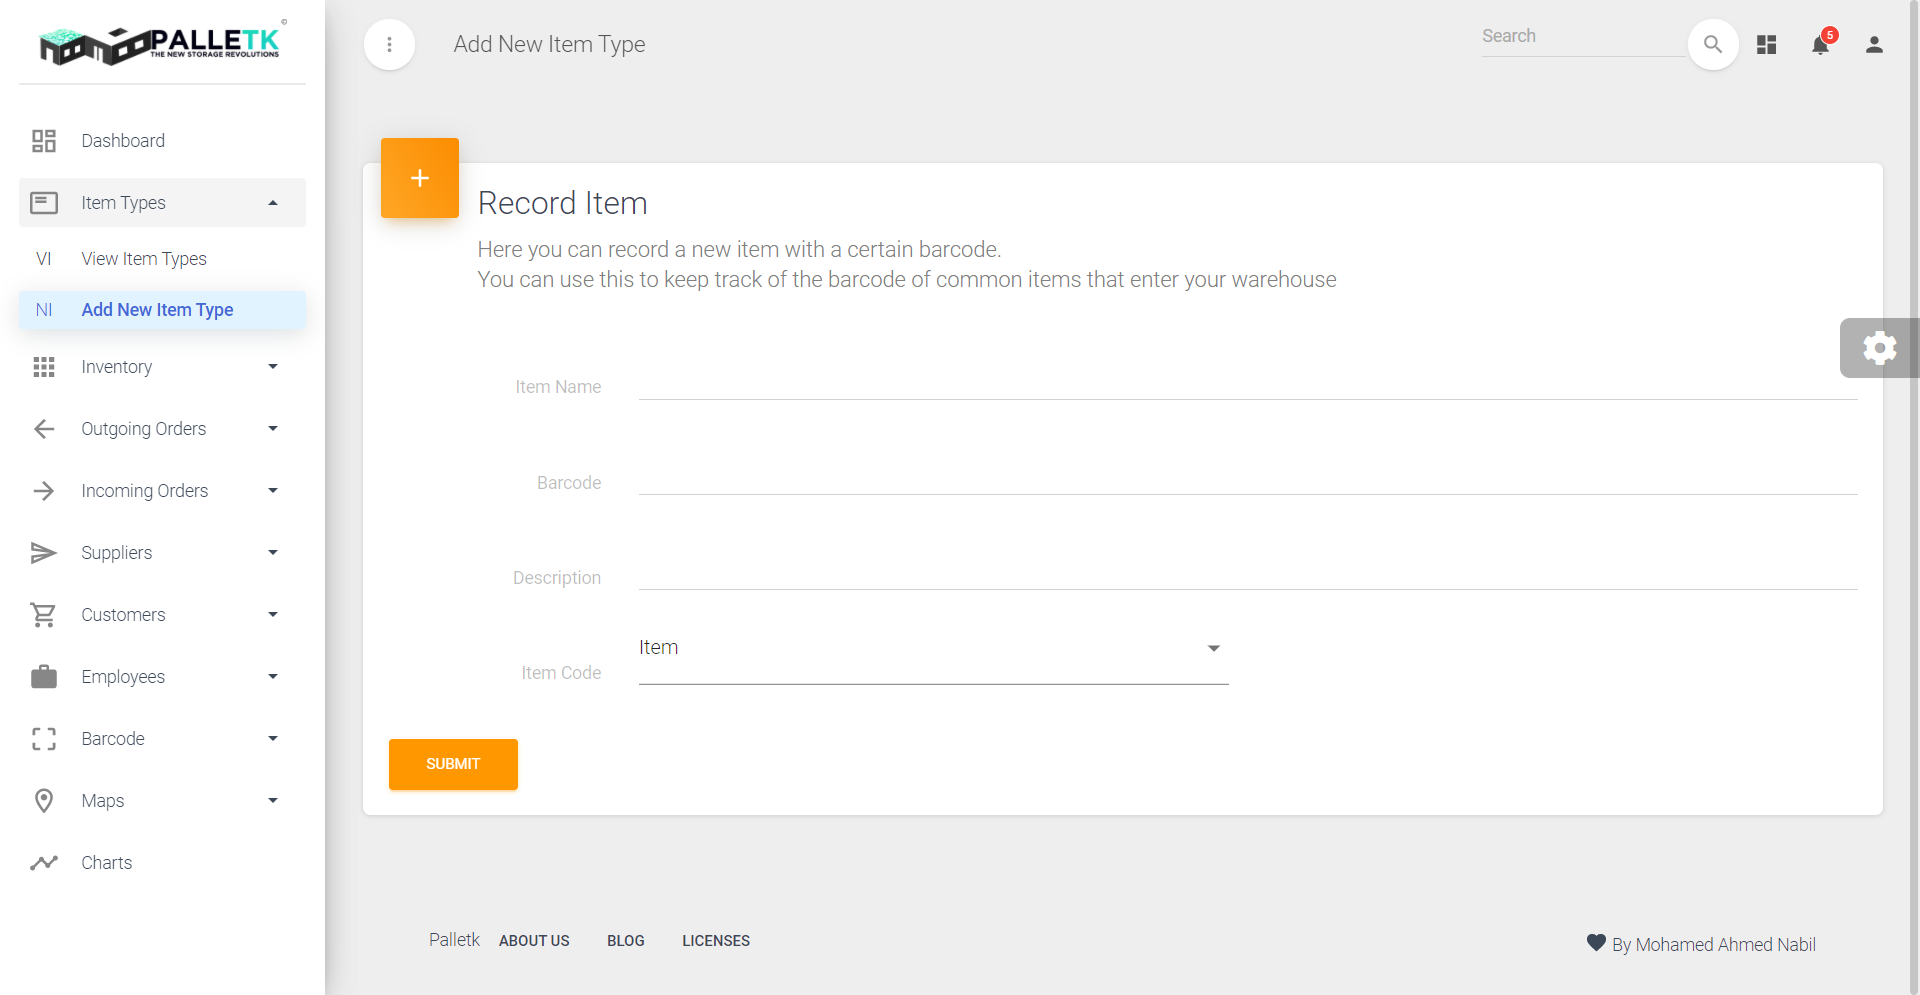 PALLETK ©
THE NEW STORAGE REVOLUTIONS
Add New Item Type
Search
5
Dashboard
Item Types
VI View Item Types
NI Add New Item Type
Inventory
Outgoing Orders
Incoming Orders
Suppliers
Customers
Employees
Barcode
Maps
Charts
Record Item
Here you can record a new item with a certain barcode.
You can use this to keep track of the barcode of common items that enter your warehouse
Item Name
Barcode
Description
Item Code
Item
SUBMIT
Palletk ABOUT US BLOG LICENSES
By Mohamed Ahmed Nabil